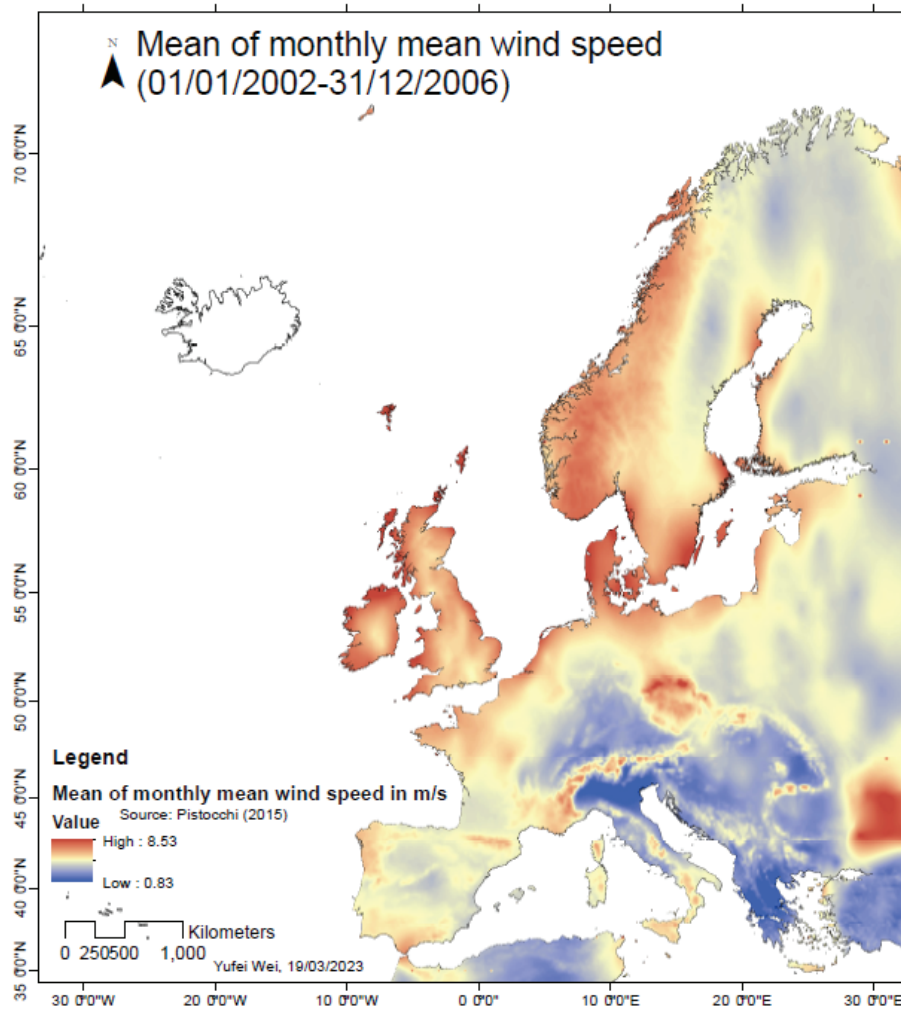 N
Mean of monthly mean wind speed
(01/01/2002-31/12/2006)
70°0'0"N
65°0'0"N
60°0'0"N
55°0'0"N
50°0'0"N
45°0'0"N
40°0'0"N
35°0'0"N
Legend
Mean of monthly mean wind speed in m/s
Source: Pistocchi (2015)
Value
High : 8.53
Low : 0.83
Kilometers
0 250500 1,000
Yufei Wei, 19/03/2023
30°0'0"W 20°0'0"W 10°0'0"W 0°0'0" 10°0'0"E 20°0'0"E 30°0'0"E